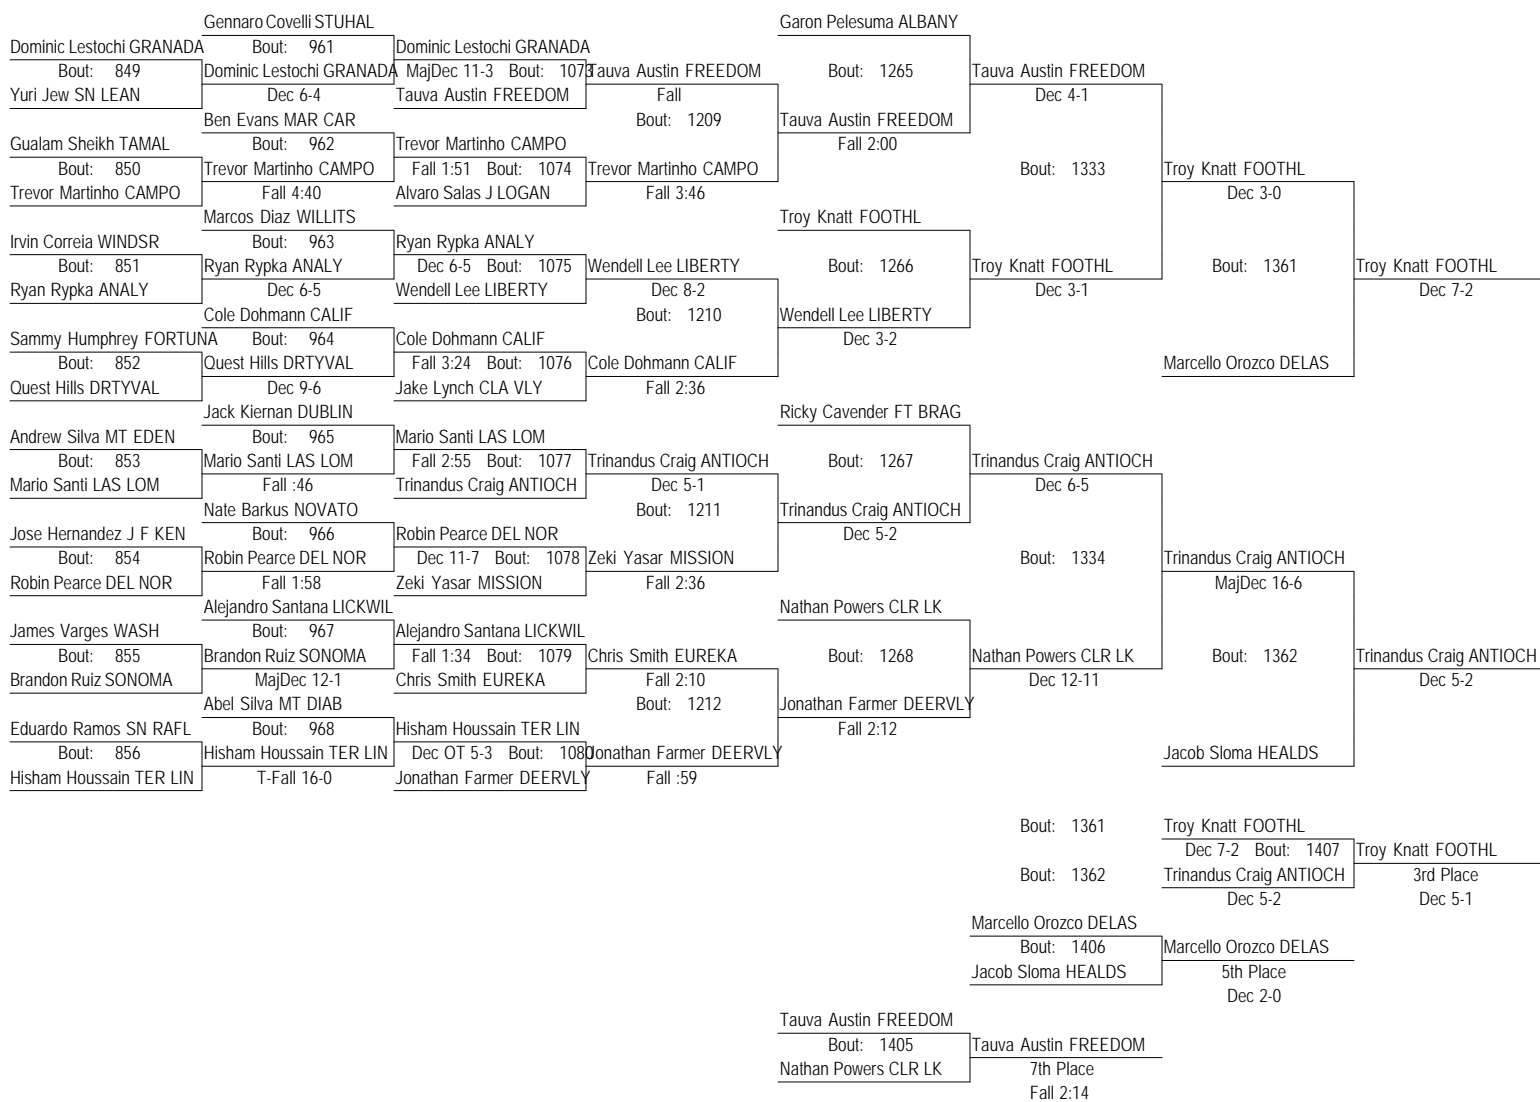 Gennaro Covelli STUHAL Garon Pelesuma ALBANY
Dominic Lestochi GRANADA Bout: 961 Dominic Lestochi GRANADA
Bout: 849 Dominic Lestochi GRANADA MajDec 11-3 Bout: 1073 Tauva Austin FREEDOM Bout: 1265 Tauva Austin FREEDOM
Yuri Jew SN LEAN Dec 6-4 Tauva Austin FREEDOM Fall Dec 4-1
Ben Evans MAR CAR Bout: 1209 Tauva Austin FREEDOM
Gualam Sheikh TAMAL Bout: 962 Trevor Martinho CAMPO Fall 2:00
Bout: 850 Trevor Martinho CAMPO Fall 1:51 Bout: 1074 Trevor Martinho CAMPO Bout: 1333 Troy Knatt FOOTHL
Trevor Martinho CAMPO Fall 4:40 Alvaro Salas J LOGAN Fall 3:46 Dec 3-0
Marcos Diaz WILLITS Troy Knatt FOOTHL
Irvin Correia WINDSR Bout: 963 Ryan Rypka ANALY
Bout: 851 Ryan Rypka ANALY Dec 6-5 Bout: 1075 Wendell Lee LIBERTY Bout: 1266 Troy Knatt FOOTHL Bout: 1361 Troy Knatt FOOTHL
Ryan Rypka ANALY Dec 6-5 Wendell Lee LIBERTY Dec 8-2 Dec 3-1 Dec 7-2
Cole Dohmann CALIF Bout: 1210 Wendell Lee LIBERTY
Sammy Humphrey FORTUNA Bout: 964 Cole Dohmann CALIF Dec 3-2
Bout: 852 Quest Hills DRTYVAL Fall 3:24 Bout: 1076 Cole Dohmann CALIF Marcello Orozco DELAS
Quest Hills DRTYVAL Dec 9-6 Jake Lynch CLA VLY Fall 2:36
Jack Kiernan DUBLIN Ricky Cavender FT BRAG
Andrew Silva MT EDEN Bout: 965 Mario Santi LAS LOM
Bout: 853 Mario Santi LAS LOM Fall 2:55 Bout: 1077 Trinandus Craig ANTIOCH Bout: 1267 Trinandus Craig ANTIOCH
Mario Santi LAS LOM Fall :46 Trinandus Craig ANTIOCH Dec 5-1 Dec 6-5
Nate Barkus NOVATO Bout: 1211 Trinandus Craig ANTIOCH
Jose Hernandez J F KEN Bout: 966 Robin Pearce DEL NOR Dec 5-2
Bout: 854 Robin Pearce DEL NOR Dec 11-7 Bout: 1078 Zeki Yasar MISSION Bout: 1334 Trinandus Craig ANTIOCH
Robin Pearce DEL NOR Fall 1:58 Zeki Yasar MISSION Fall 2:36 MajDec 16-6
Alejandro Santana LICKWIL Nathan Powers CLR LK
James Varges WASH Bout: 967 Alejandro Santana LICKWIL
Bout: 855 Brandon Ruiz SONOMA Fall 1:34 Bout: 1079 Chris Smith EUREKA Bout: 1268 Nathan Powers CLR LK Bout: 1362 Trinandus Craig ANTIOCH
Brandon Ruiz SONOMA MajDec 12-1 Chris Smith EUREKA Fall 2:10 Dec 12-11 Dec 5-2
Abel Silva MT DIAB Bout: 1212 Jonathan Farmer DEERVLY
Eduardo Ramos SN RAFL Bout: 968 Hisham Houssain TER LIN Fall 2:12
Bout: 856 Hisham Houssain TER LIN Dec OT 5-3 Bout: 1080 Jonathan Farmer DEERVLY Jacob Sloma HEALDS
Hisham Houssain TER LIN T-Fall 16-0 Jonathan Farmer DEERVLY Fall :59
Bout: 1361 Troy Knatt FOOTHL
Dec 7-2 Bout: 1407 Troy Knatt FOOTHL
Bout: 1362 Trinandus Craig ANTIOCH 3rd Place
Dec 5-2 Dec 5-1
Marcello Orozco DELAS
Bout: 1406 Marcello Orozco DELAS
Jacob Sloma HEALDS 5th Place
Dec 2-0
Tauva Austin FREEDOM
Bout: 1405 Tauva Austin FREEDOM
Nathan Powers CLR LK 7th Place
Fall 2:14